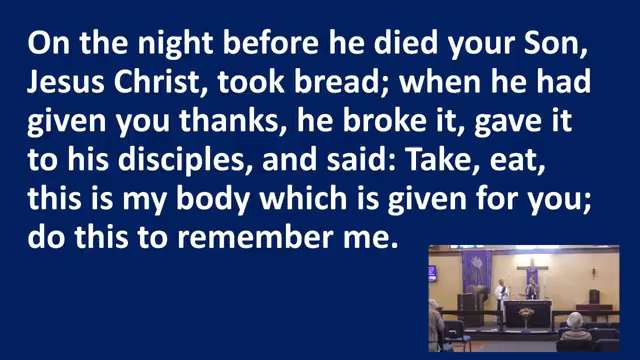 On the night before he died your Son,
Jesus Christ, took bread; when he had
given you thanks, he broke it, gave it
to his disciples, and said: Take, eat,
this is my body which is given for you;
do this to remember me.